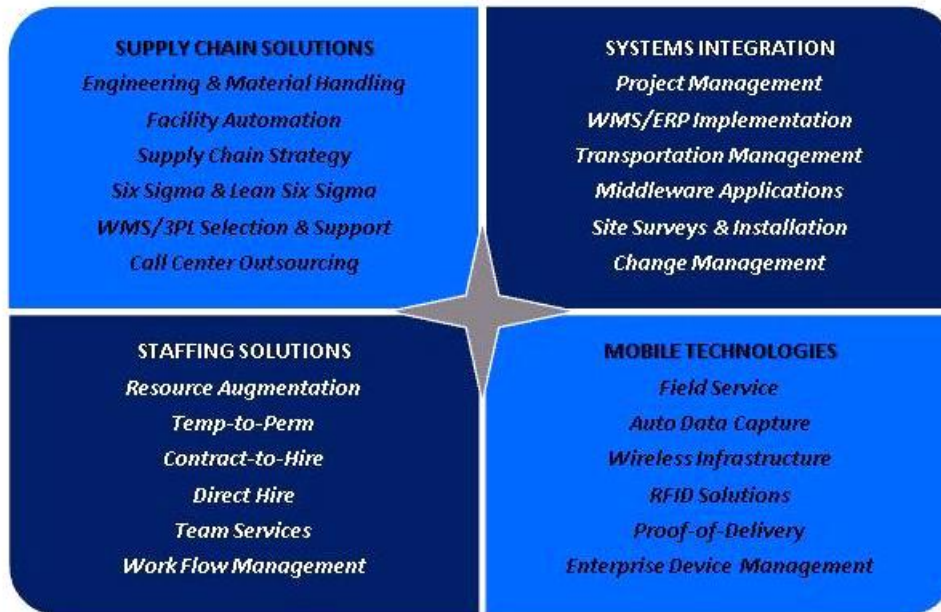 SUPPLY CHAIN SOLUTIONS
Engineering & Material Handling
Facility Automation
Supply Chain Strategy
Six Sigma & Lean Six Sigma
WMS/3PL Selection & Support
Call Center Outsourcing
SYSTEMS INTEGRATION
Project Management
WMS/ERP Implementation
Transportation Management
Middleware Applications
Site Surveys & Installation
Change Management
STAFFING SOLUTIONS
Resource Augmentation
Temp-to-Perm
Contract-to-Hire
Direct Hire
Team Services
Work Flow Management
MOBILE TECHNOLOGIES
Field Service
Auto Data Capture
Wireless Infrastructure
RFID Solutions
Proof-of-Delivery
Enterprise Device Management